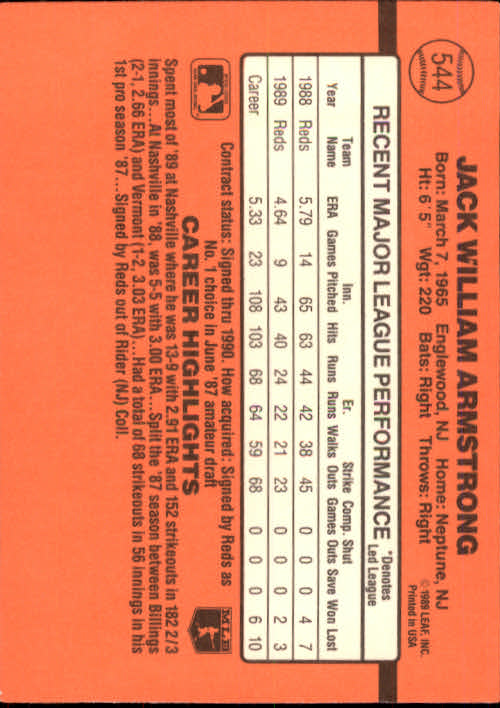 544
JACK WILLIAM ARMSTRONG
Born: March 7, 1965 Englewood, NJ Home: Neptune, NJ
Ht: 6' 5" Wgt: 220 Bats: Right Throws: Right
© 1989 LEAF, INC.
Printed in USA
RECENT MAJOR LEAGUE PERFORMANCE
*Denotes
Led League
Team Inn. Er. Strike Comp. Shut
Year Name ERA Games Pitched Hits Runs Runs Walks Outs Games Outs Save Won Lost
1988 Reds 5.79 14 65 63 44 42 38 45 0 0 0 4 7
1989 Reds 4.64 9 43 40 24 22 21 23 0 0 0 2 3
Career 5.33 23 108 103 68 64 59 68 0 0 0 6 10
Contract status: Signed thru 1990. How acquired: Signed by Reds as
No. 1 choice in June '87 amateur draft
MLB
CAREER HIGHLIGHTS
Spent most of '89 at Nashville where he was 13-9 with 2.91 ERA and 152 strikeouts in 182 2/3
innings...At Nashville in '88, was 5-5 with 3.00 ERA...Split the '87 season between Billings
(2-1, 2.66 ERA) and Vermont (1-2, 3.03 ERA)...Had a total of 68 strikeouts in 56 innings in his
1st pro season '87...Signed by Reds out of Rider (NJ) Coll.